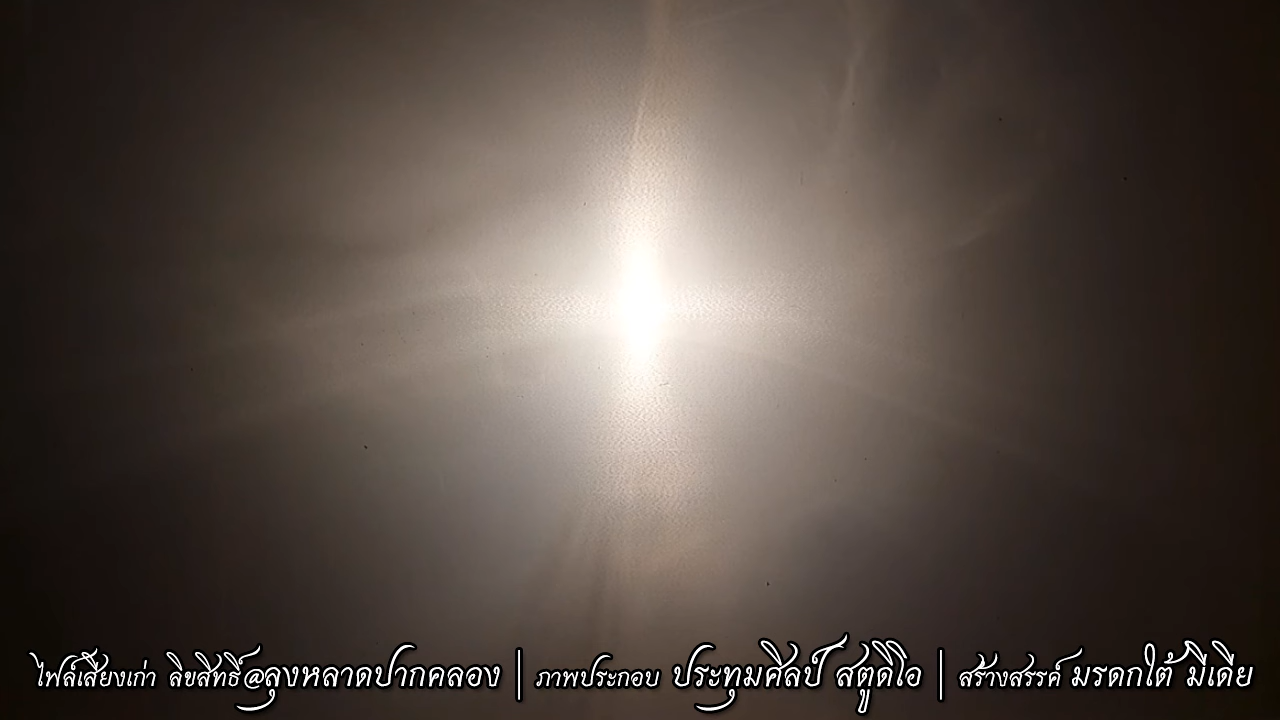 ไฟล์เสียงเก่า ลิขสิทธิ์@ลุงหลาดปากคลอง | ภาพประกอบ ประทุมศิลป์ สตูดิโอ | สร้างสรรค์ มรดกใต้ มีเดีย